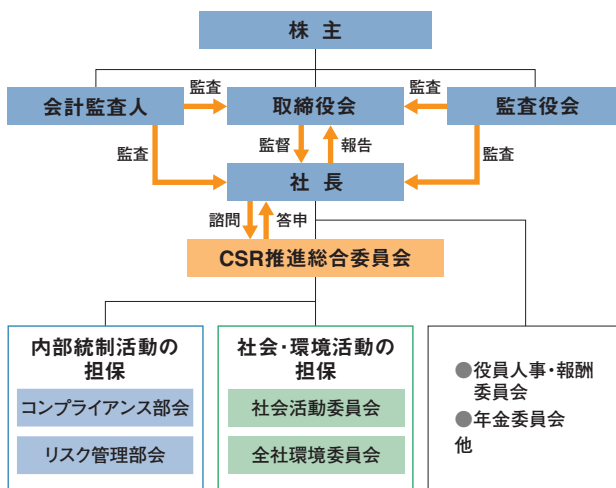 株主
監査
監査
会計監査人
取締役会
監査役会
監査
監督
報告
監査
社長
諮問
答申
CSR推進総合委員会
内部統制活動の
担保
コンプライアンス部会
リスク管理部会
社会・環境活動の
担保
社会活動委員会
全社環境委員会
●役員人事・報酬
委員会
●年金委員会
他